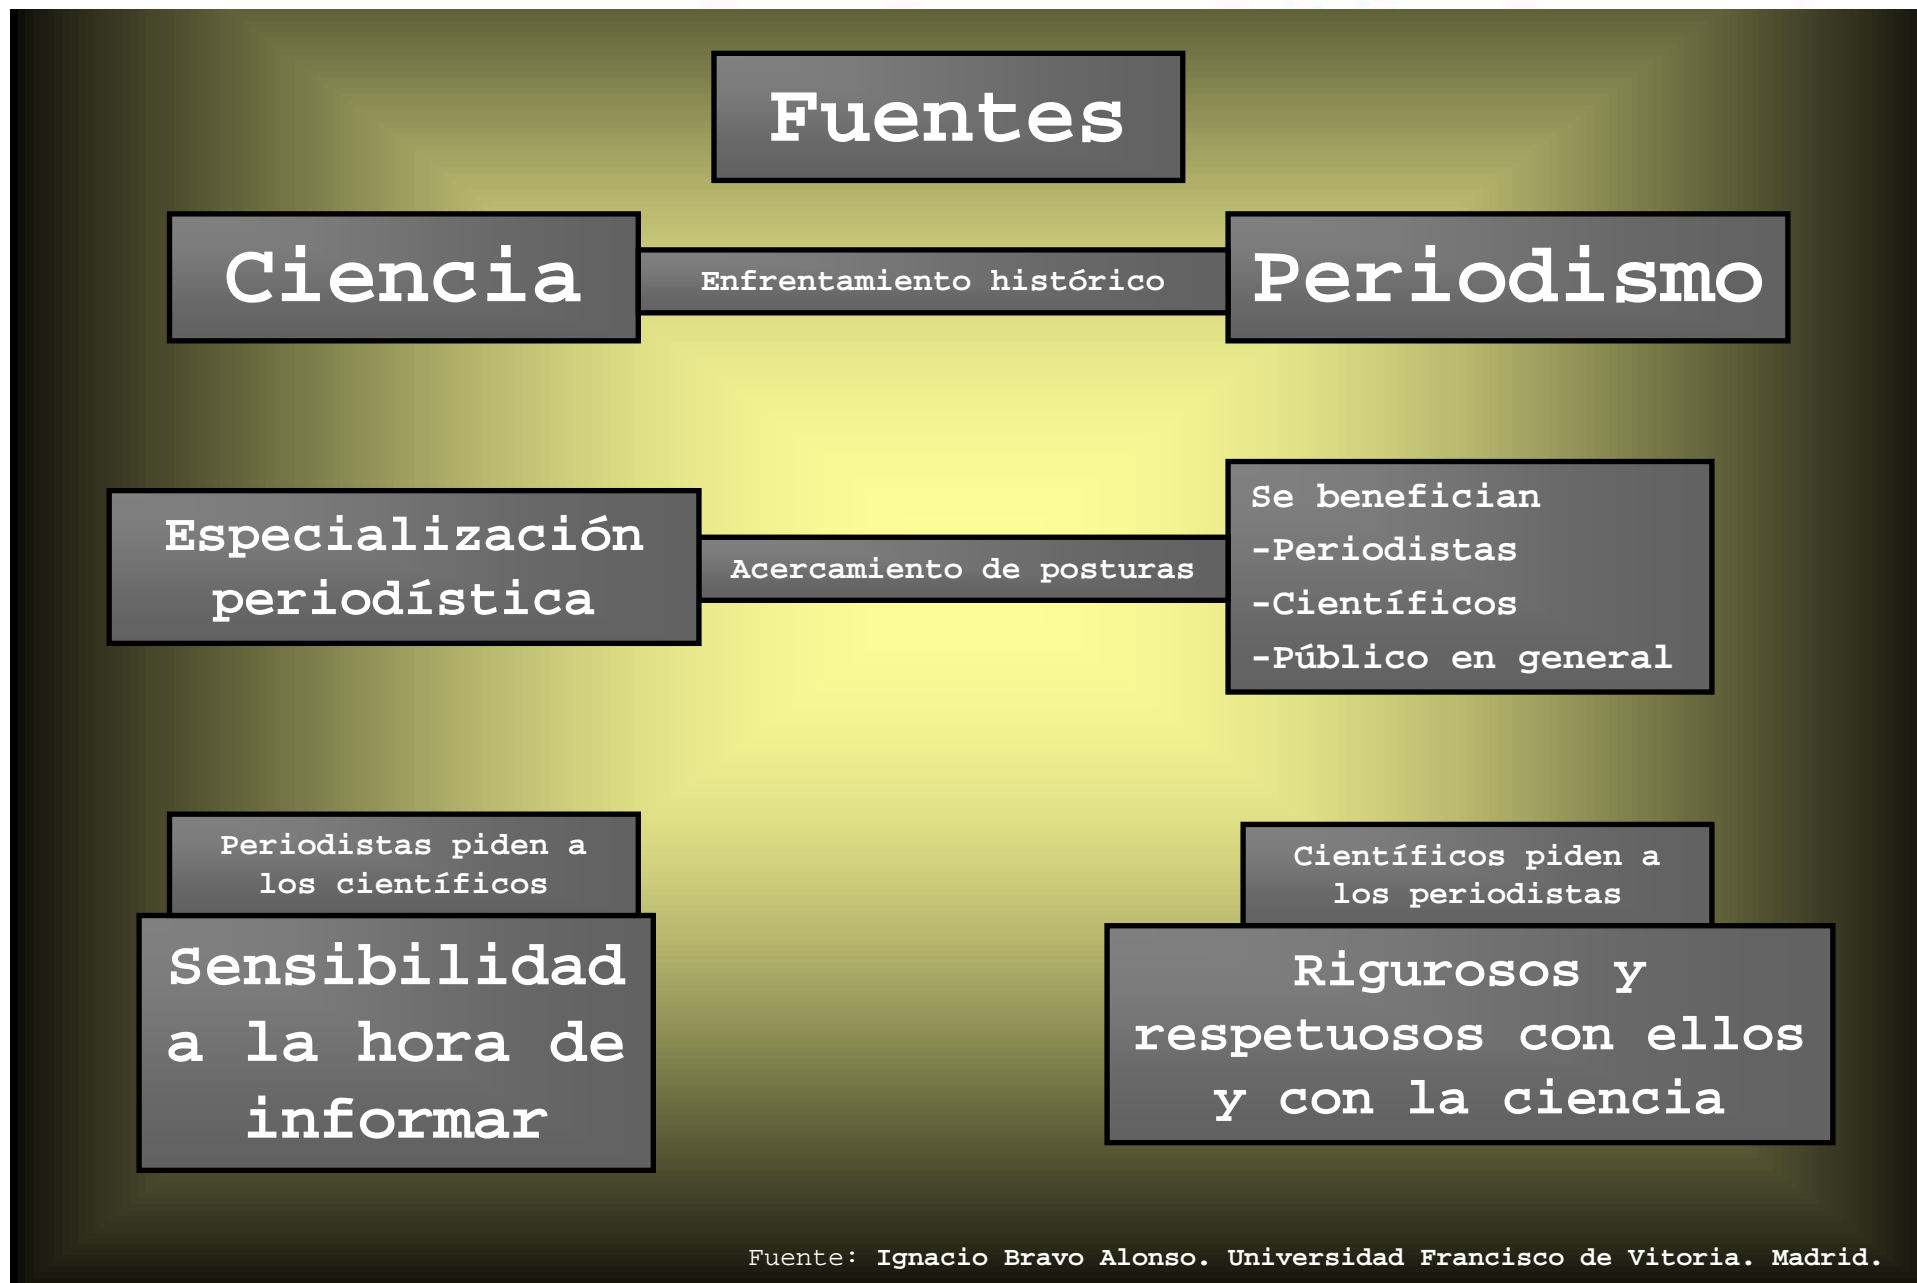 Fuentes
Ciencia
Enfrentamiento histórico
Periodismo
Especialización
periodística
Acercamiento de posturas
Se benefician
-Periodistas
-Científicos
-Público en general
Periodistas piden a
los científicos
Sensibilidad
a la hora de
informar
Científicos piden a
los periodistas
Rigurosos y
respetuosos con ellos
y con la ciencia
Fuente: Ignacio Bravo Alonso. Universidad Francisco de Vitoria. Madrid.